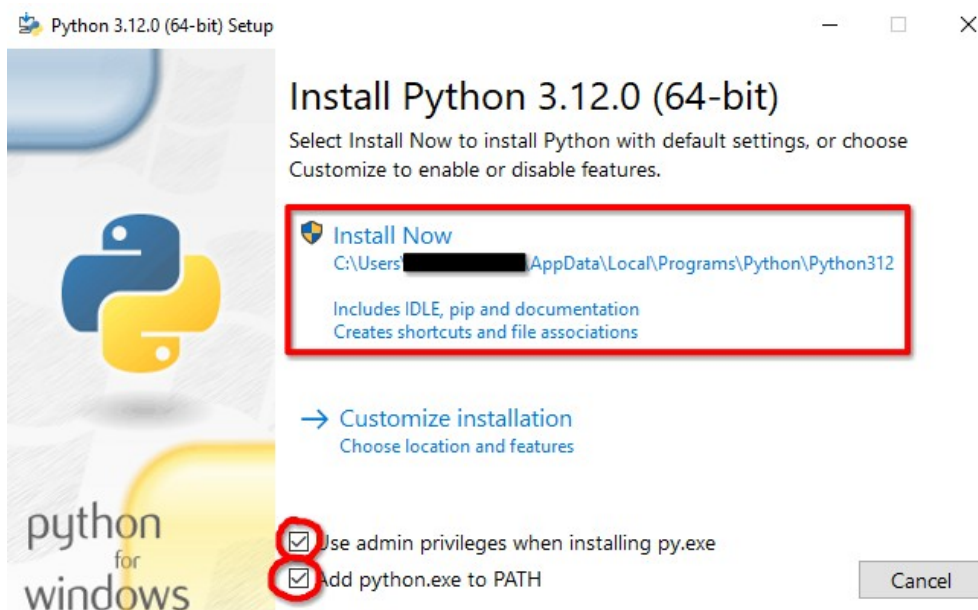 Python 3.12.0 (64-bit) Setup
Install Python 3.12.0 (64-bit)
Select Install Now to install Python with default settings, or choose
Customize to enable or disable features.
Install Now
C:\Users\ \AppData\Local\Programs\Python\Python312
Includes IDLE, pip and documentation
Creates shortcuts and file associations
Customize installation
Choose location and features
Use admin privileges when installing py.exe
Add python.exe to PATH
Cancel
python
for
windows